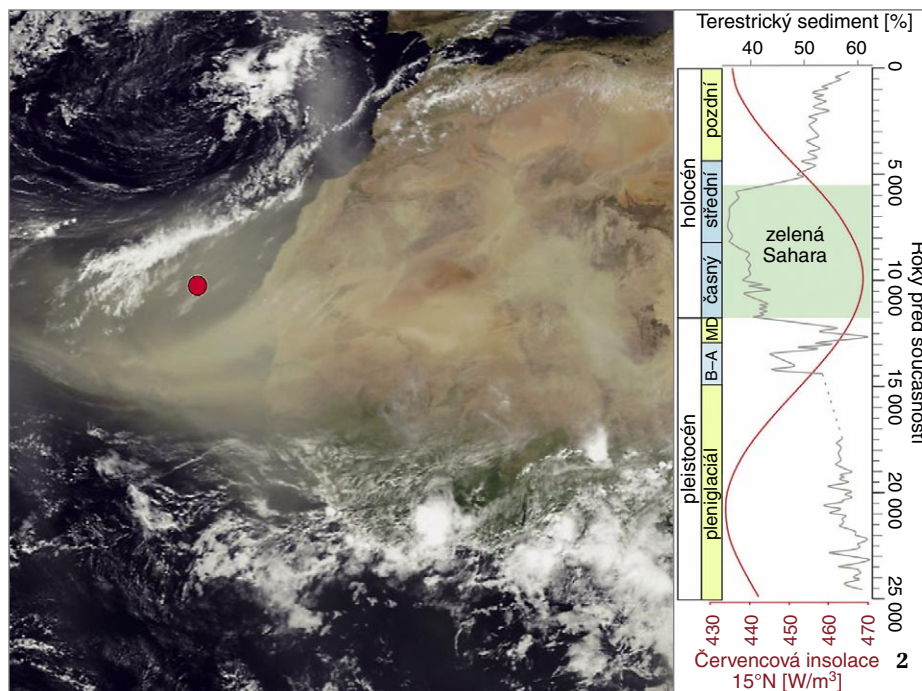 Terestrický sediment [%]
40 50 60
0
5 000
10 000
15 000
20 000
25 000
Roky před současností
holocén
pleistocén
pozdní
střední
časný
MD
B–A
pleniglaciál
zelená
Sahara
430 440 450 460 470
Červencová insolace
15°N [W/m³]
2